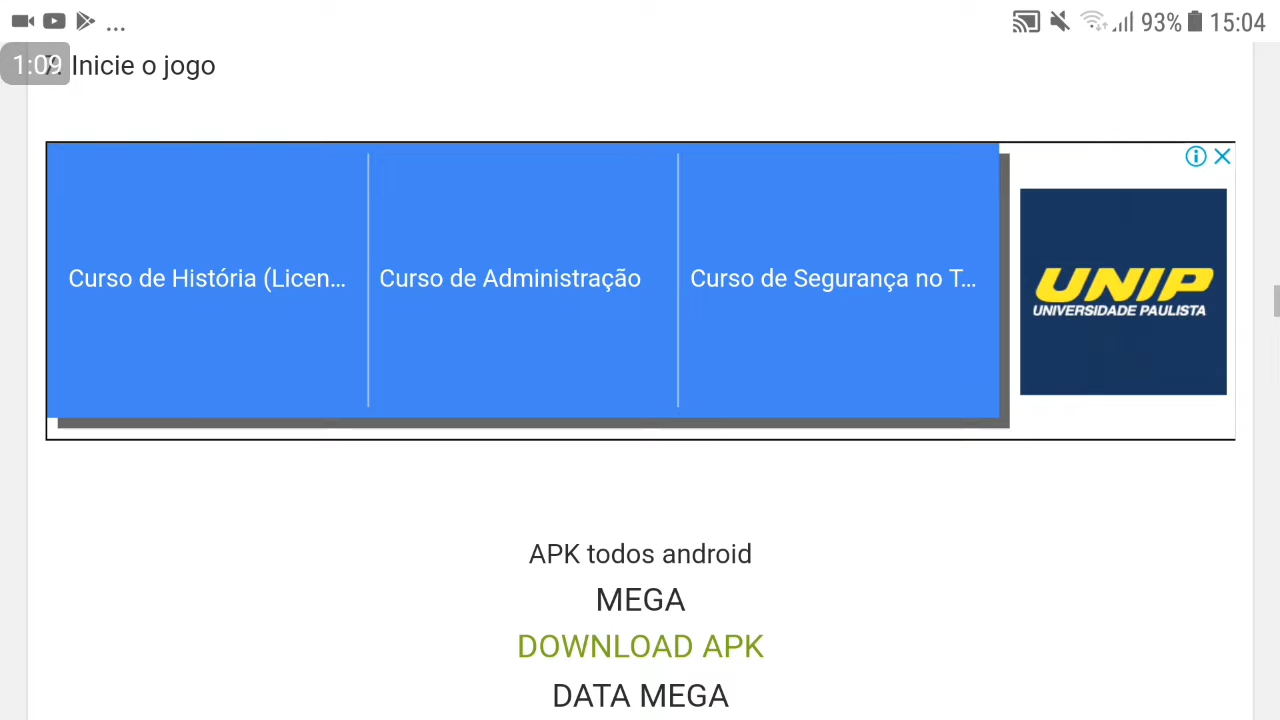 ... 93% 15:04
1:09 Inicie o jogo
Curso de História (Licen... Curso de Administração Curso de Segurança no T...
UNIP
UNIVERSIDADE PAULISTA
APK todos android
MEGA
DOWNLOAD APK
DATA MEGA